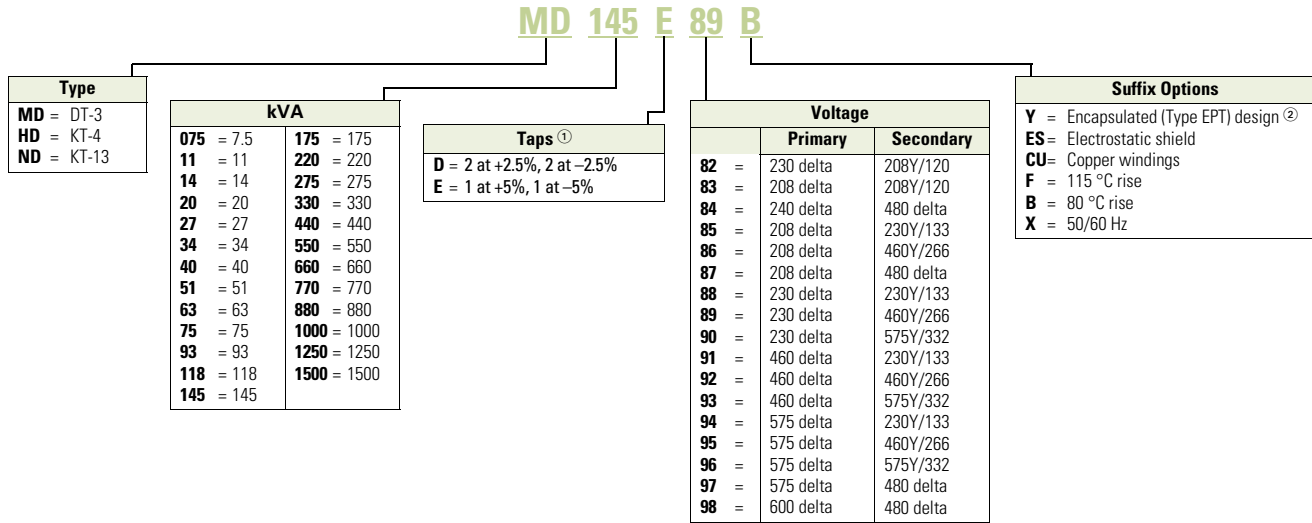 MD 145 E 89 B
Type
MD = DT-3
HD = KT-4
ND = KT-13
kVA
075 = 7.5
11 = 11
14 = 14
20 = 20
27 = 27
34 = 34
40 = 40
51 = 51
63 = 63
75 = 75
93 = 93
118 = 118
145 = 145
175 = 175
220 = 220
275 = 275
330 = 330
440 = 440
550 = 550
660 = 660
770 = 770
880 = 880
1000 = 1000
1250 = 1250
1500 = 1500
Taps ①
D = 2 at +2.5%, 2 at –2.5%
E = 1 at +5%, 1 at –5%
Voltage
Primary Secondary
82 = 230 delta 208Y/120
83 = 208 delta 208Y/120
84 = 240 delta 480 delta
85 = 208 delta 230Y/133
86 = 208 delta 460Y/266
87 = 208 delta 480 delta
88 = 230 delta 230Y/133
89 = 230 delta 460Y/266
90 = 230 delta 575Y/332
91 = 460 delta 230Y/133
92 = 460 delta 460Y/266
93 = 460 delta 575Y/332
94 = 575 delta 230Y/133
95 = 575 delta 460Y/266
96 = 575 delta 575Y/332
97 = 575 delta 480 delta
98 = 600 delta 480 delta
Suffix Options
Y = Encapsulated (Type EPT) design ②
ES = Electrostatic shield
CU = Copper windings
F = 115 °C rise
B = 80 °C rise
X = 50/60 Hz